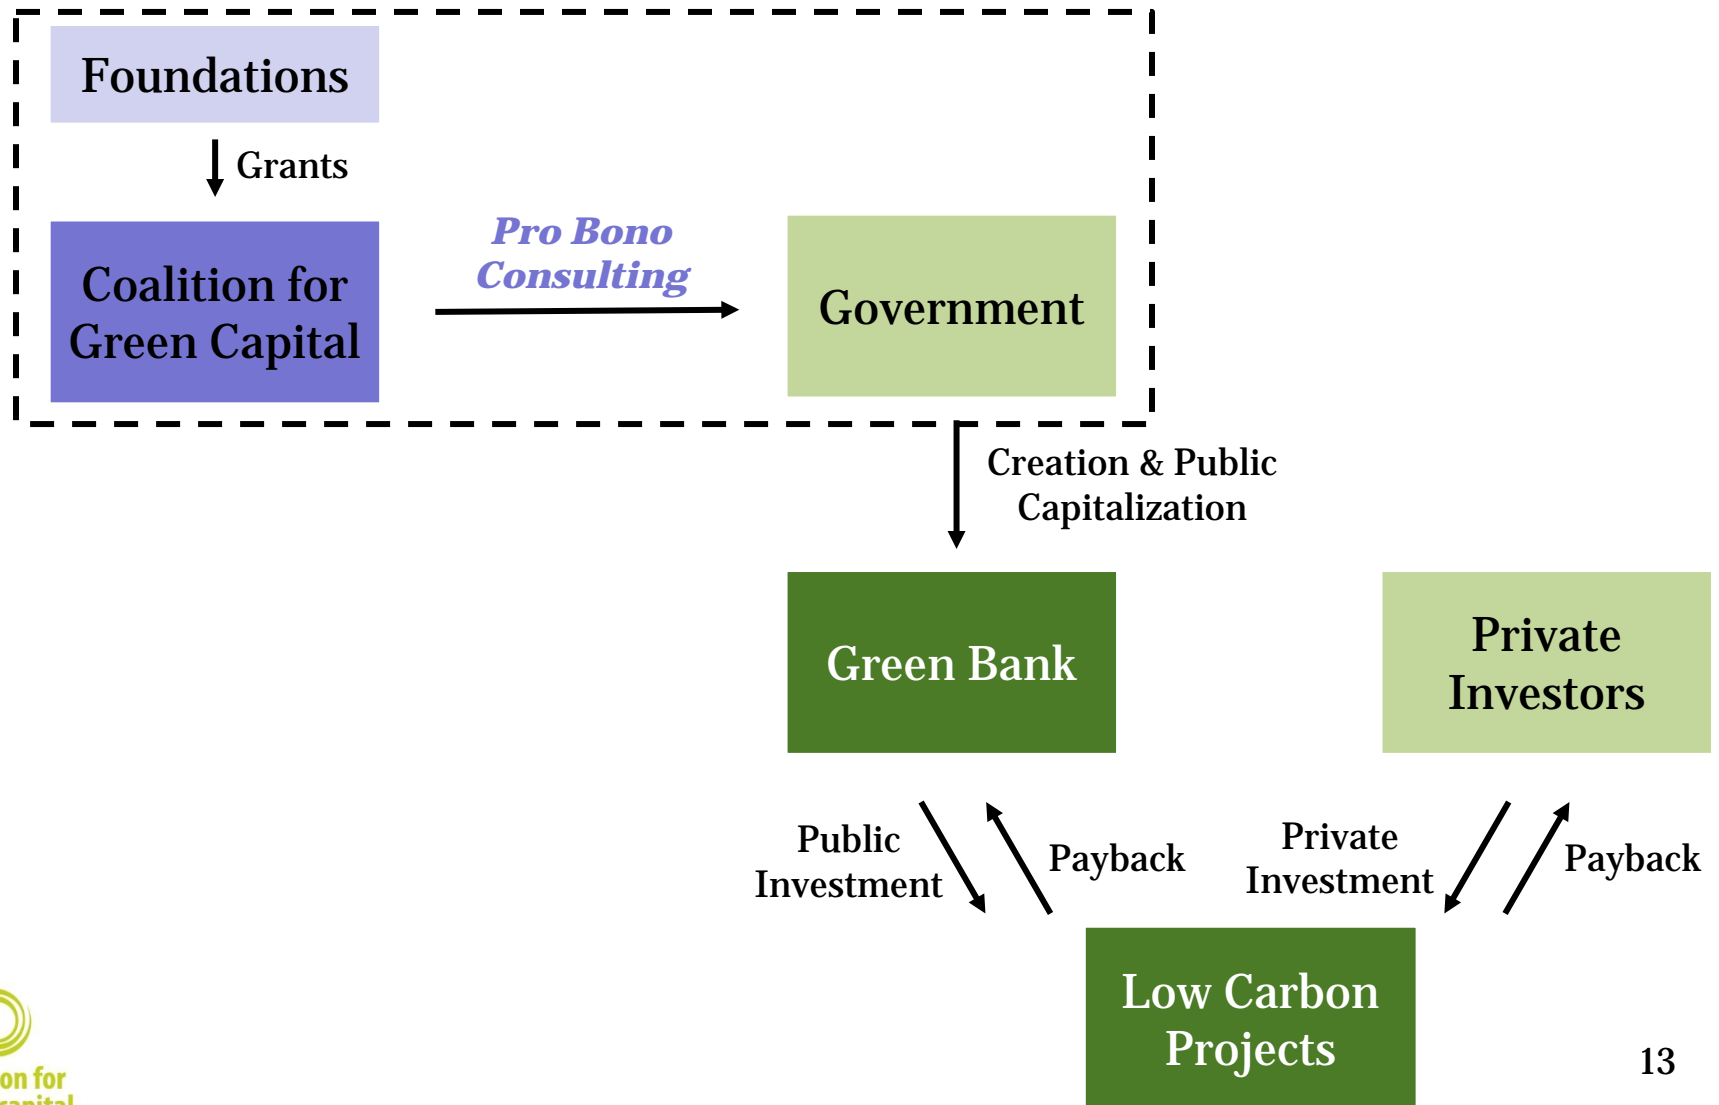 Foundations
Grants
Coalition for
Green Capital
Pro Bono
Consulting
Government
Creation & Public
Capitalization
Green Bank
Private
Investors
Public
Investment
Payback
Private
Investment
Payback
Low Carbon
Projects
on for
13